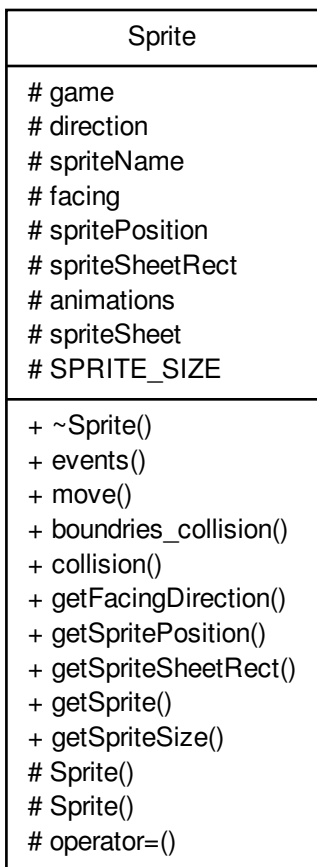 Sprite
# game
# direction
# spriteName
# facing
# spritePosition
# spriteSheetRect
# animations
# spriteSheet
# SPRITE_SIZE
+ ~Sprite()
+ events()
+ move()
+ boundries_collision()
+ collision()
+ getFacingDirection()
+ getSpritePosition()
+ getSpriteSheetRect()
+ getSprite()
+ getSpriteSize()
# Sprite()
# Sprite()
# operator=()